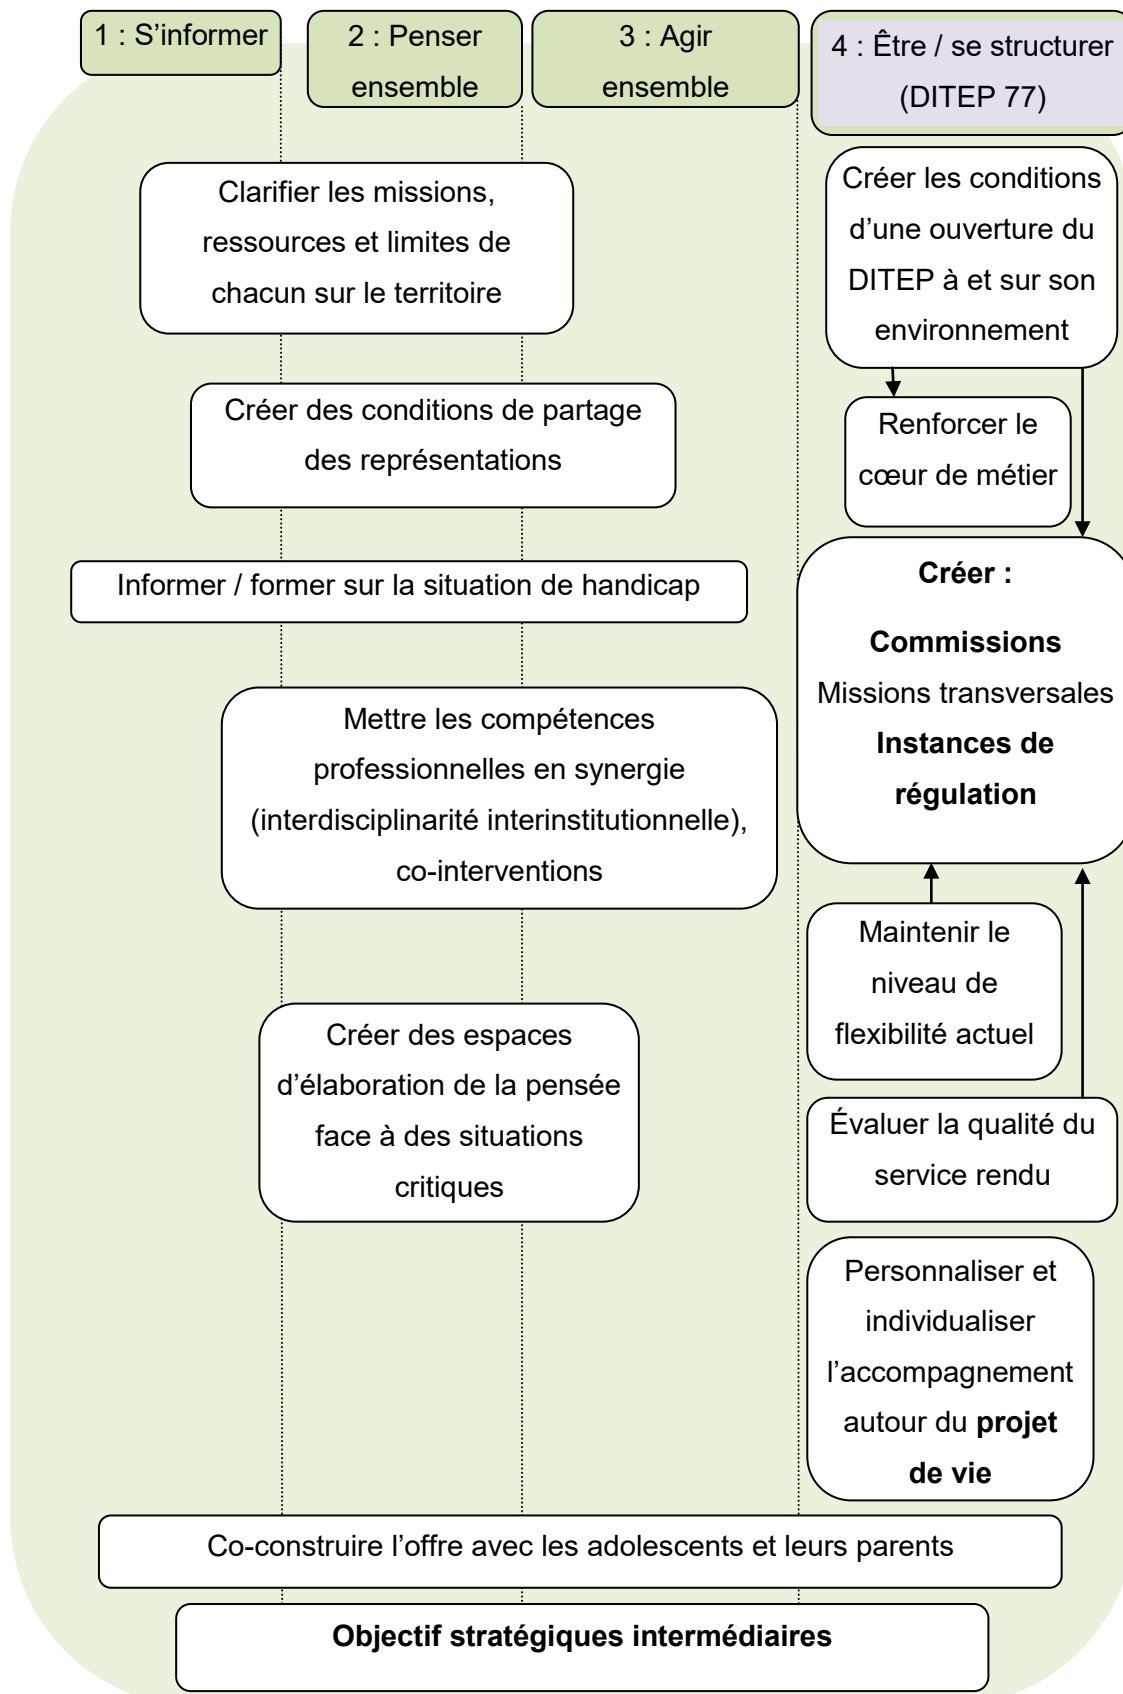 1 : S’informer
2 : Penser
ensemble
3 : Agir
ensemble
4 : Être / se structurer
(DITEP 77)
Clarifier les missions,
ressources et limites de
chacun sur le territoire
Créer les conditions
d’une ouverture du
DITEP à et sur son
environnement
Créer des conditions de partage
des représentations
Renforcer le
cœur de métier
Informer / former sur la situation de handicap
Créer :
Commissions
Missions transversales
Instances de
régulation
Mettre les compétences
professionnelles en synergie
(interdisciplinarité interinstitutionnelle),
co-interventions
Maintenir le
niveau de
flexibilité actuel
Créer des espaces
d’élaboration de la pensée
face à des situations
critiques
Évaluer la qualité du
service rendu
Personnaliser et
individualiser
l’accompagnement
autour du projet
de vie
Co-construire l’offre avec les adolescents et leurs parents
Objectif stratégiques intermédiaires